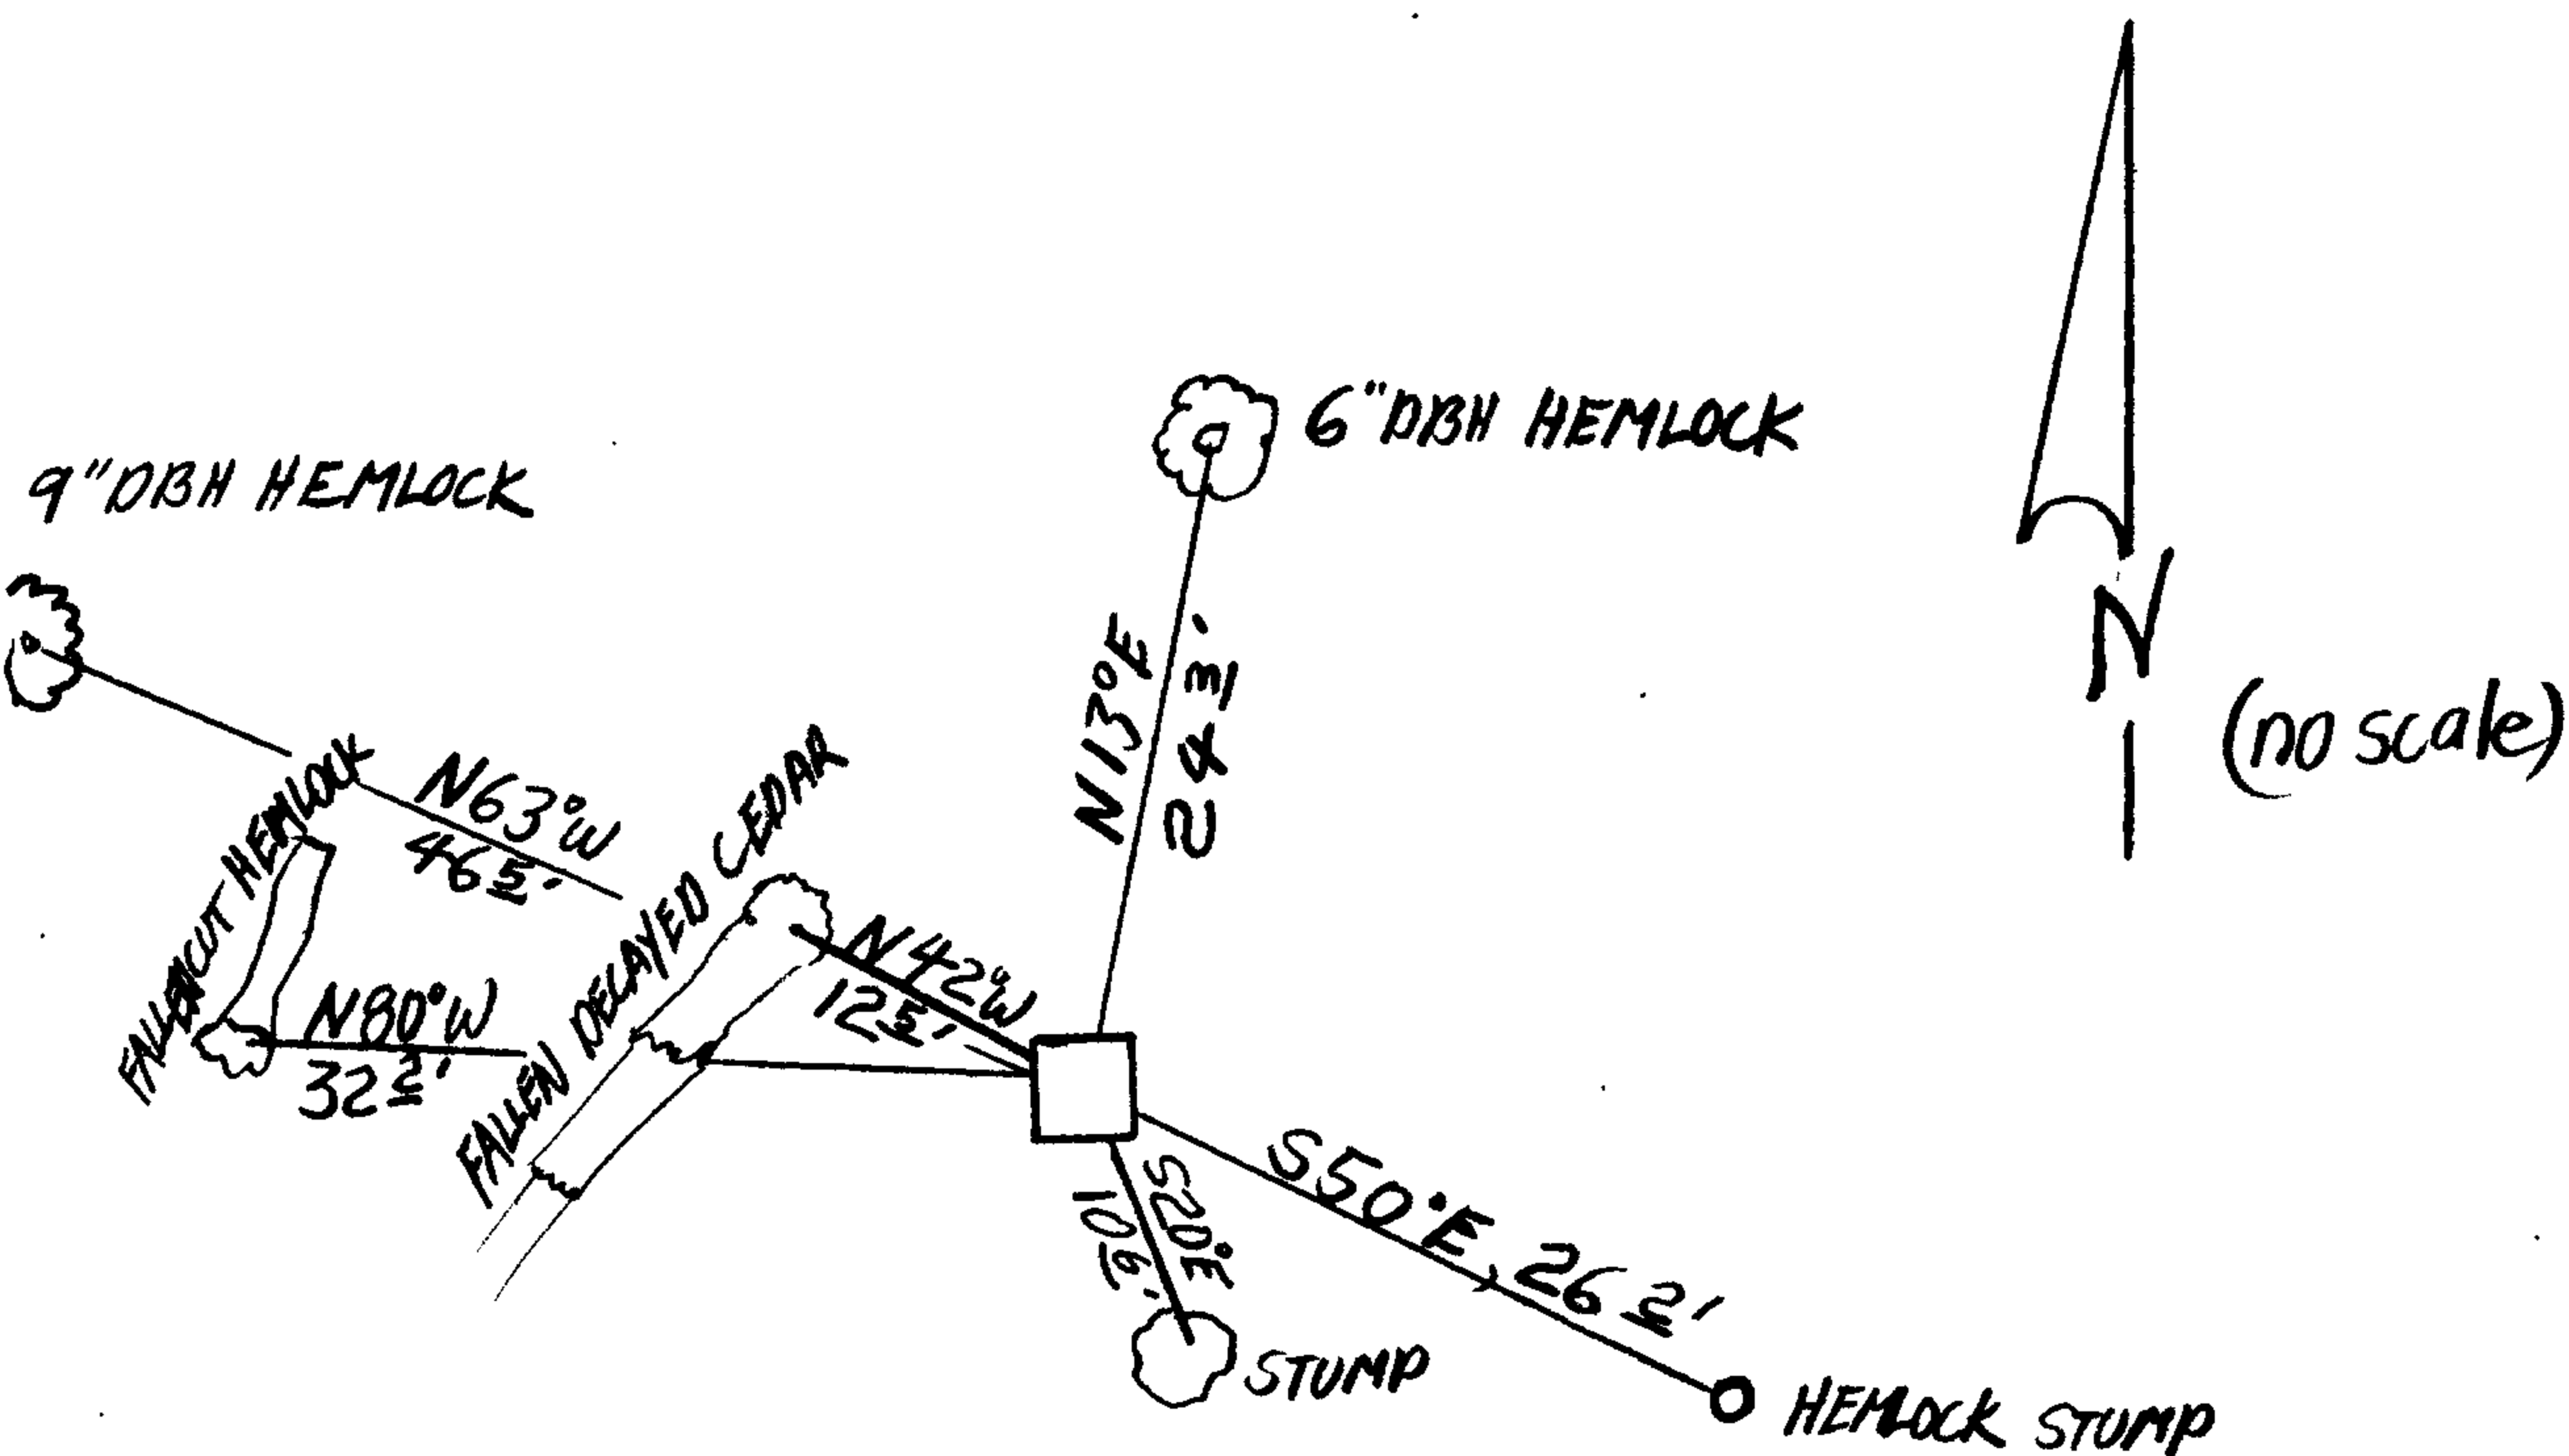 6"DBH HEMLOCK
9"DBH HEMLOCK
N13°E
24 3'
N
(no scale)
FALLEN CUT HEMLOCK
N63°W
46 5'
FALLEN DECAYED CEDAR
N42°W
12 5'
N80°W
32 2'
S50°E, 26 2'
S20°E
10 9'
STUMP
HEMLOCK STUMP